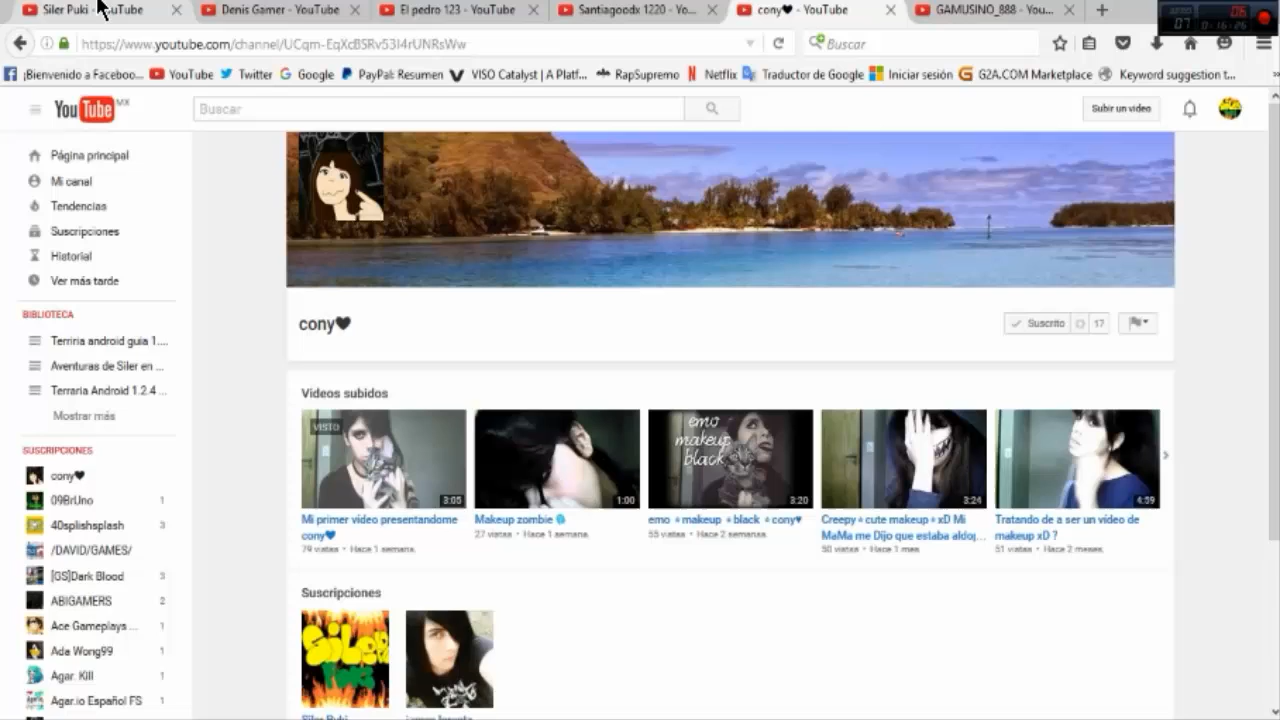 Siler Puki - YouTube
Denis Gamer - YouTube
El pedro 123 - YouTube
Santiagoodx 1220 - Yo...
cony♥ - YouTube
GAMUSINO_888 - You...
https://www.youtube.com/channel/UCqm-EqXcBSRv53I4rUNRsWw
Buscar
¡Bienvenido a Faceboo...
YouTube
Twitter
Google
PayPal: Resumen
VISO Catalyst | A Platf...
RapSupremo
Netflix
Traductor de Google
Iniciar sesión
G2A.COM Marketplace
Keyword suggestion t...
YouTube MX
Buscar
Subir un video
Página principal
Mi canal
Tendencias
Suscripciones
Historial
Ver más tarde
BIBLIOTECA
Terriria android guia 1....
Aventuras de Siler en ...
Terraria Android 1.2.4 ...
Mostrar más
SUSCRIPCIONES
cony♥
09BrUno 1
40splishsplash 3
/DAVID/GAMES/
[GS]Dark Blood 3
ABIGAMERS 2
Ace Gameplays ... 1
Ada Wong99 1
Agar. Kill 1
Agar.io Español FS 1
cony♥
Suscrito 17
Videos subidos
VISTO
3:05
Mi primer vídeo presentandome
cony♥
79 vistas • Hace 1 semana
1:00
Makeup zombie
27 vistas • Hace 1 semana
emo
makeup
black
3:20
emo ★makeup ★black ★cony♥
55 vistas • Hace 2 semanas
3:24
Creepy★cute makeup★xD Mi
MaMa me Dijo que estaba aldoj...
50 vistas • Hace 1 mes
4:59
Tratando de a ser un vídeo de
makeup xD ?
51 vistas • Hace 2 meses
Suscripciones
Siler
Puki
Siler Puki